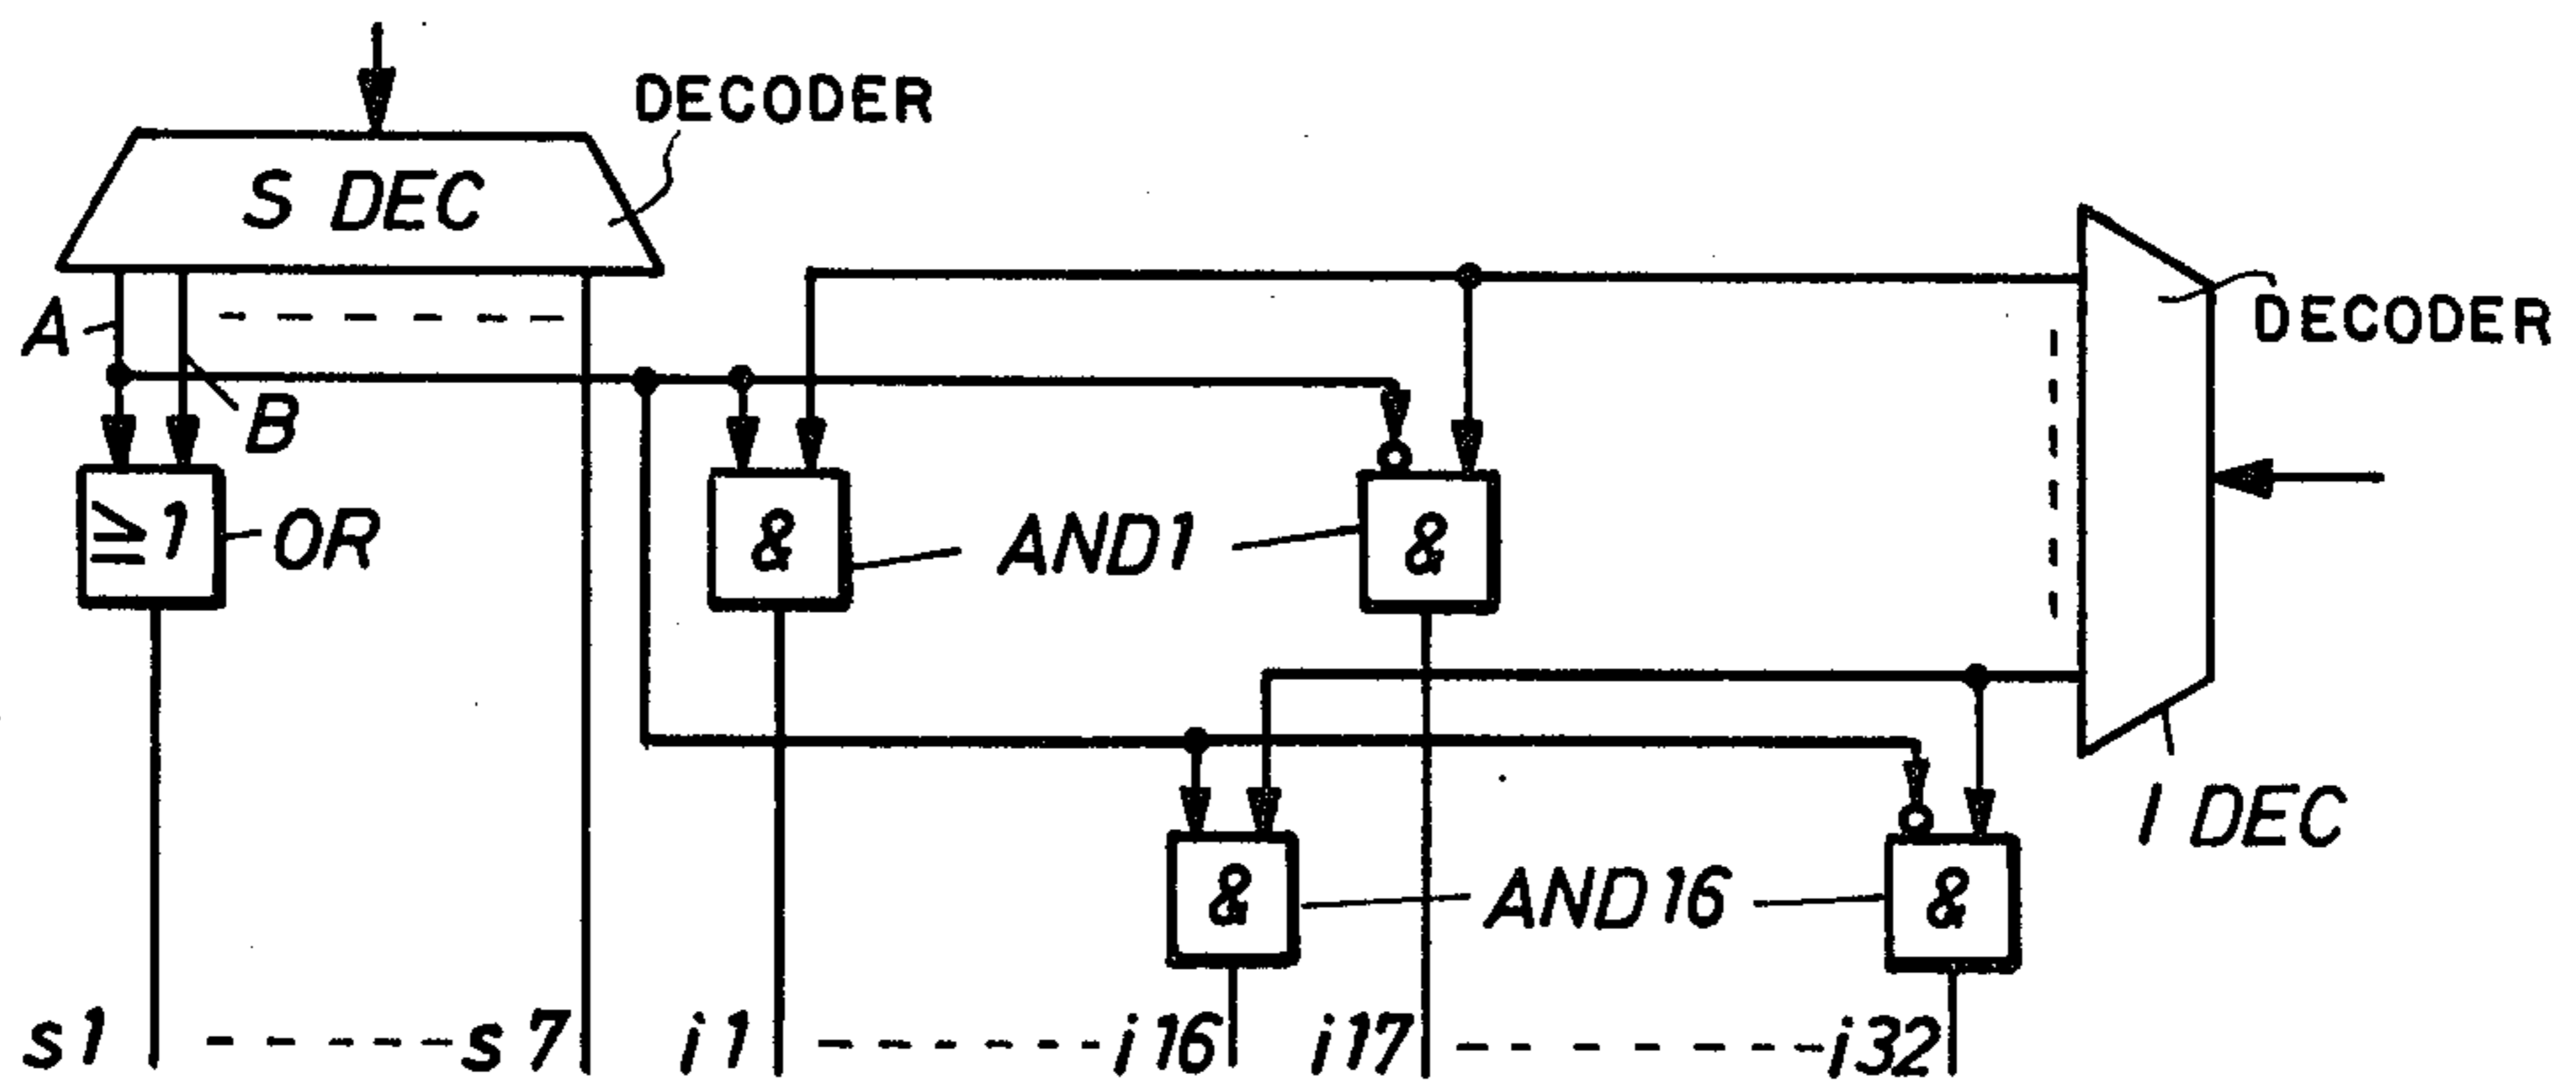 DECODER
S DEC
A
DECODER
B
≥1
OR
&
AND1
&
I DEC
&
AND16
&
s1 s7 i1 i16 i17 i32